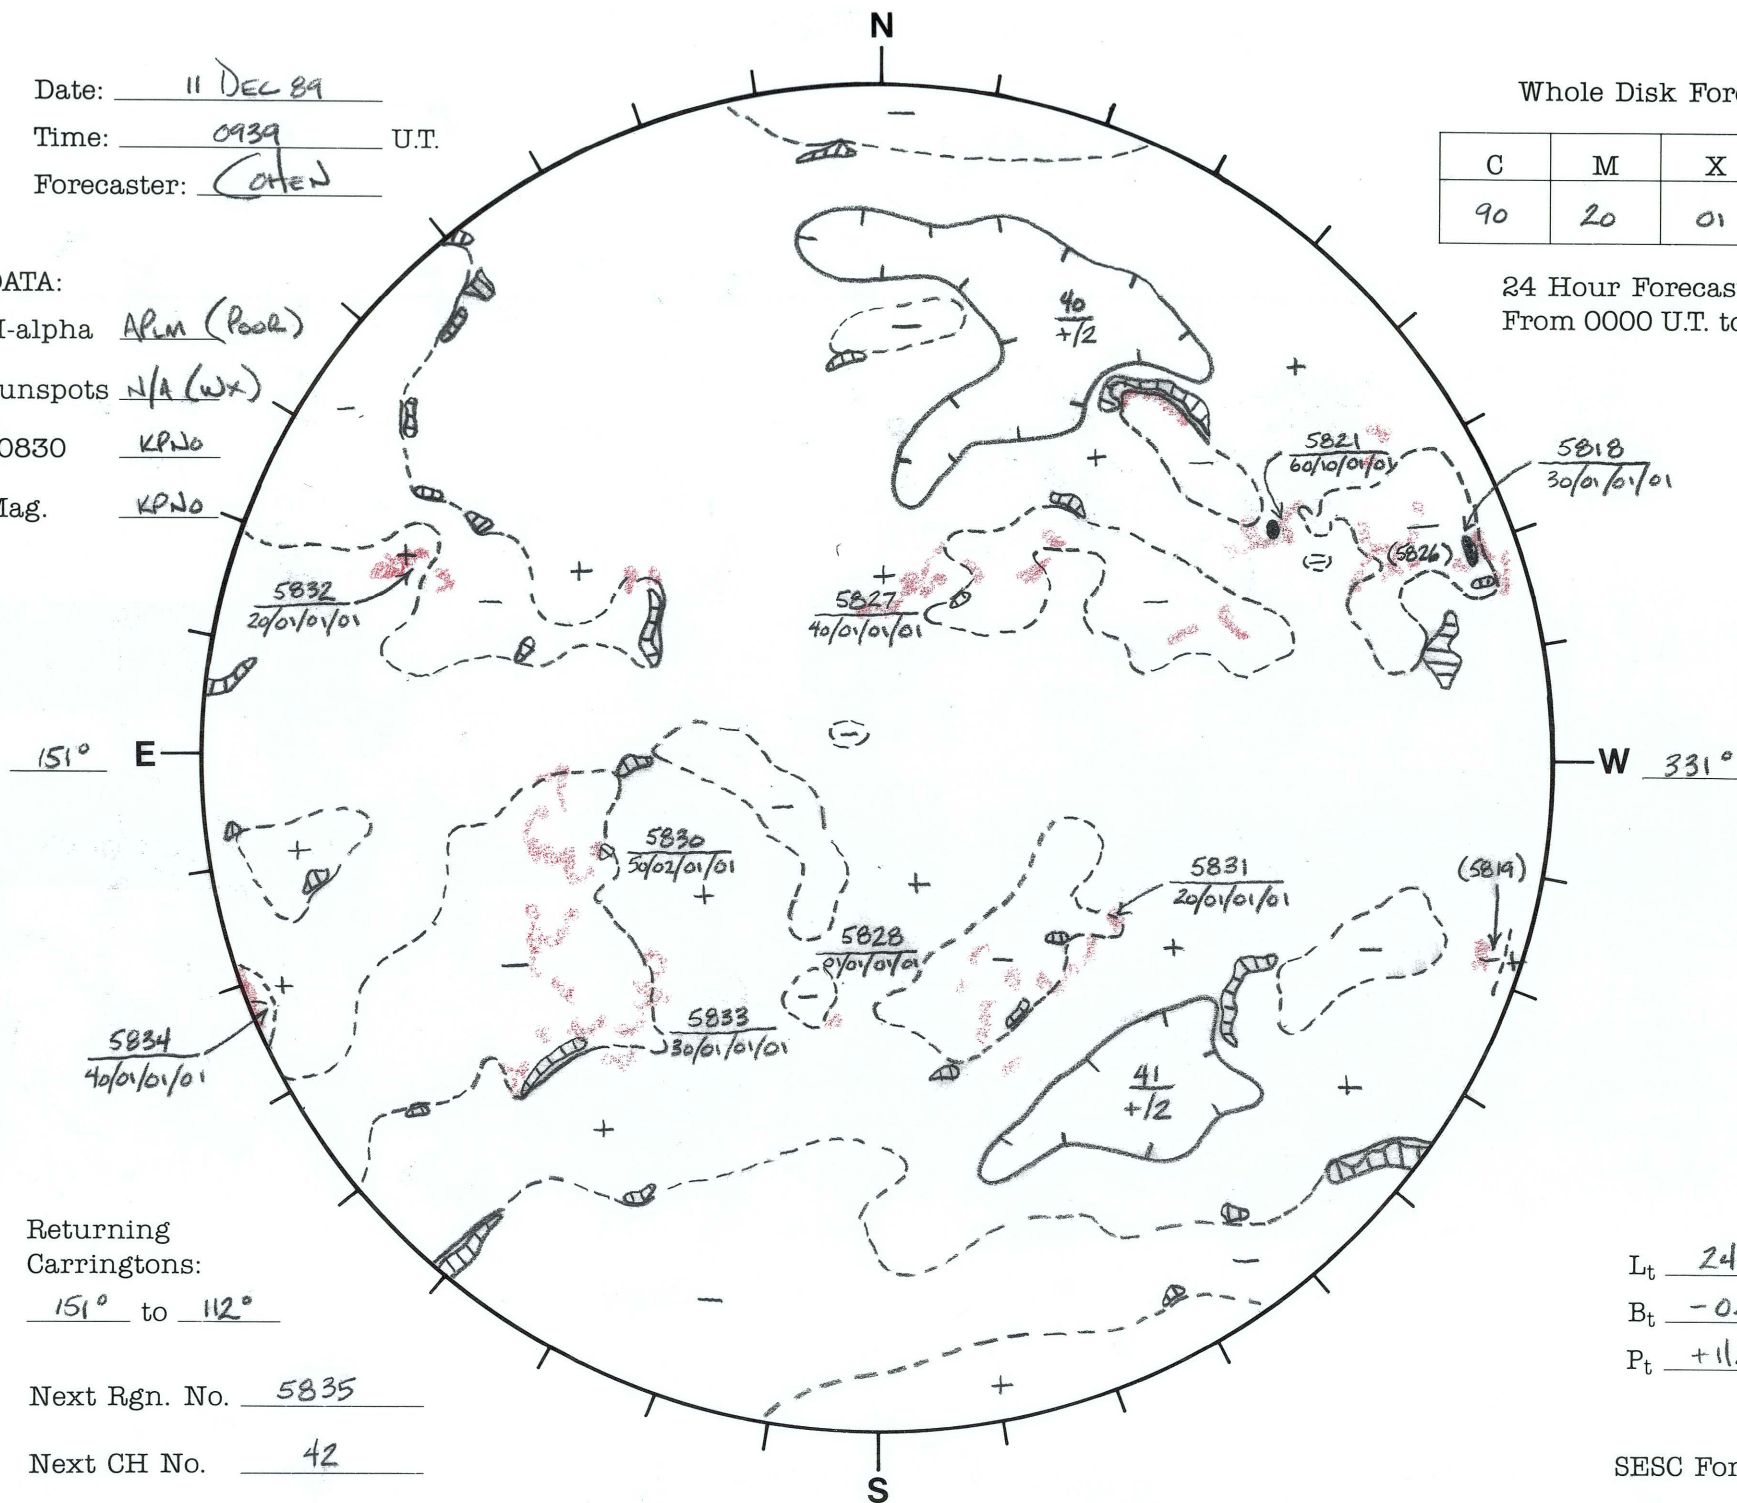 N
Date: 11 DEC 89
Time: 0939 U.T.
Forecaster: COHEN
Whole Disk Fore
C M X
90 20 01
DATA:
H-alpha APLM (POOR)
unspots N/A (WX)
0830 KPNO
Mag. KPNO
24 Hour Forecas
From 0000 U.T. to
−
40
+/2
−
+
−
+
−
5821
60/10/01/01
5818
30/01/01/01
−
(5826)
(=)
+
5832
20/01/01/01
−
+
+
5827
40/01/01/01
−
151° E
−
W 331°
−
+
5830
50/02/01/01
+
+
5831
20/01/01/01
(5819)
5828
01/01/01/01
−
−
+
−
− +
+
−
5834
40/01/01/01
5833
30/01/01/01
41
+/2
+
+
Returning
Carringtons:
151° to 112°
−
−
Lt 24
Bt -0.
Pt +11.
Next Rgn. No. 5835
+
Next CH No. 42
SESC For
S